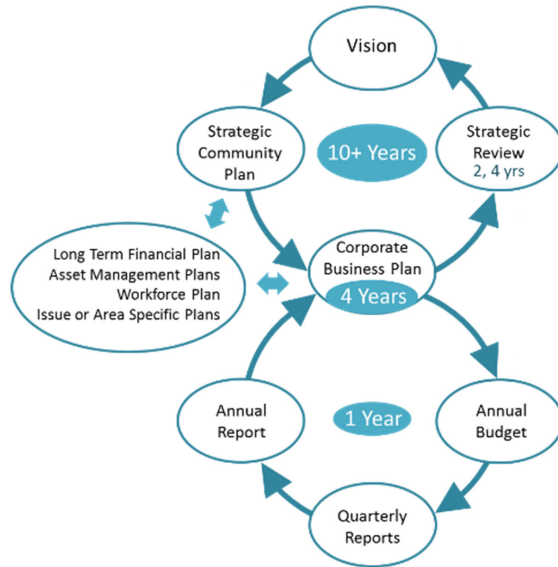 Vision
Strategic
Community
Plan
10+ Years
Strategic
Review
2, 4 yrs
Long Term Financial Plan
Asset Management Plans
Workforce Plan
Issue or Area Specific Plans
Corporate
Business Plan
4 Years
Annual
Report
1 Year
Annual
Budget
Quarterly
Reports